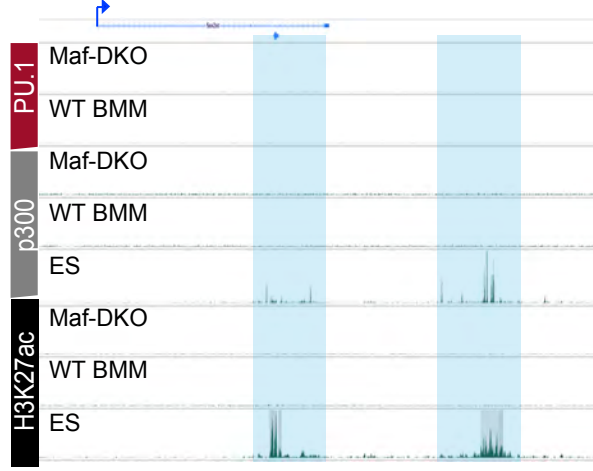 PU.1
Maf-DKO
WT BMM
p300
Maf-DKO
WT BMM
ES
H3K27ac
Maf-DKO
WT BMM
ES